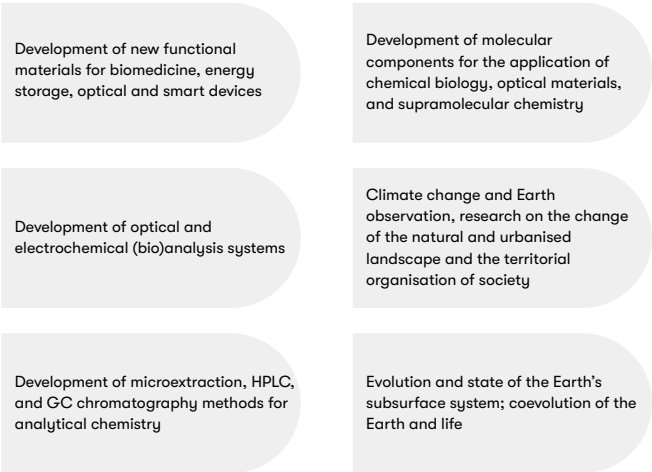 Development of new functional
materials for biomedicine, energy
storage, optical and smart devices
Development of molecular
components for the application of
chemical biology, optical materials,
and supramolecular chemistry
Development of optical and
electrochemical (bio)analysis systems
Climate change and Earth
observation, research on the change
of the natural and urbanised
landscape and the territorial
organisation of society
Development of microextraction, HPLC,
and GC chromatography methods for
analytical chemistry
Evolution and state of the Earth's
subsurface system; coevolution of the
Earth and life